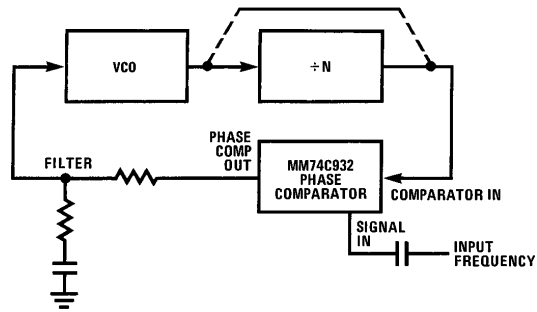 VCO
÷N
PHASE
COMP
OUT
MM74C932
PHASE
COMPARATOR
FILTER
COMPARATOR IN
SIGNAL
IN
INPUT
FREQUENCY